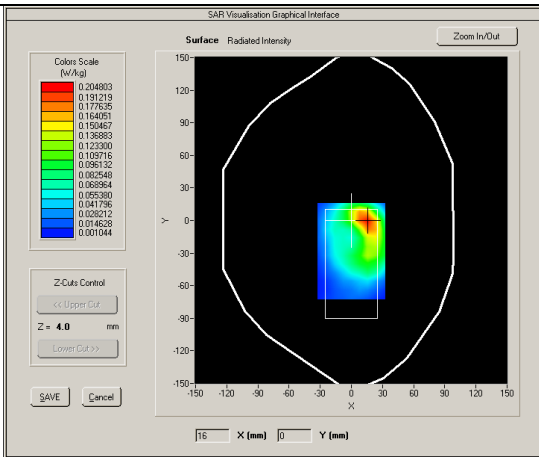 SAR Visualisation Graphical Interface
Surface Radiated Intensity
Zoom In/Out
Colors Scale
(W/kg)
0.204803
0.191219
0.177635
0.164051
0.150467
0.136883
0.123300
0.109716
0.096132
0.082548
0.068964
0.055380
0.041796
0.028212
0.014628
0.001044
Z-Cuts Control
<< Upper Cut
Z = 4.0 mm
Lower Cut >>
SAVE Cancel
150
120
90
60
30
0
-30
-60
-90
-120
-150
Y
-150 -120 -90 -60 -30 0 30 60 90 120 150
X
16 X (mm) 0 Y (mm)